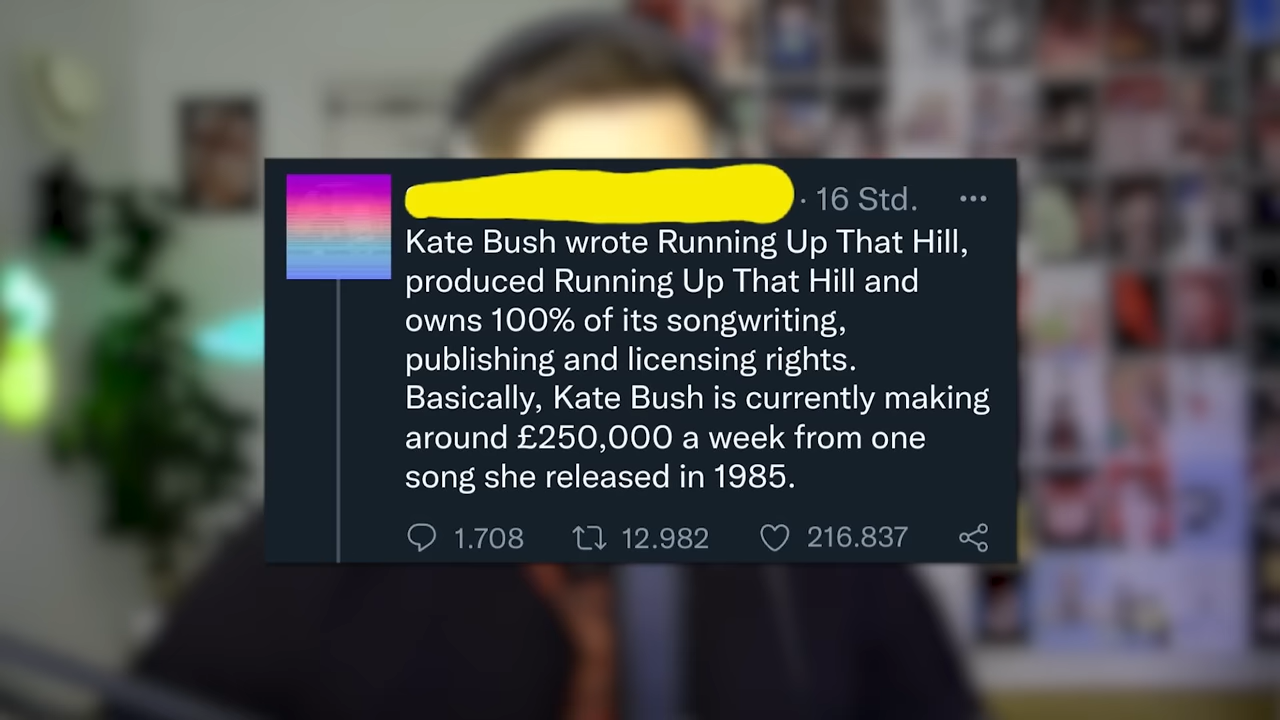 · 16 Std. ···
Kate Bush wrote Running Up That Hill,
produced Running Up That Hill and
owns 100% of its songwriting,
publishing and licensing rights.
Basically, Kate Bush is currently making
around £250,000 a week from one
song she released in 1985.
1.708 12.982 216.837